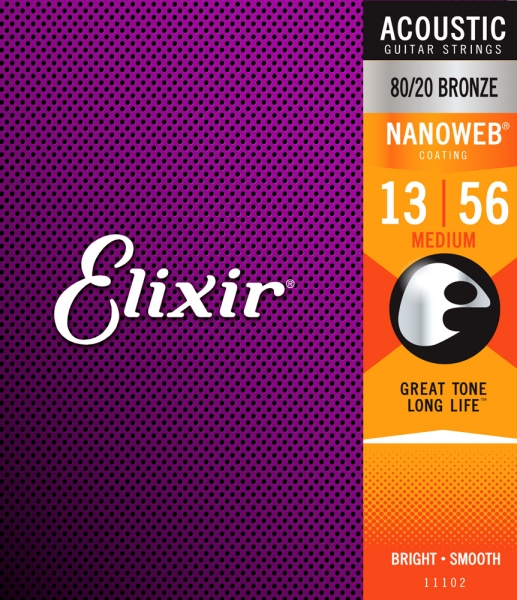 ACOUSTIC
GUITAR STRINGS
80/20 BRONZE
NANOWEB®
COATING
13 | 56
MEDIUM
Elixir®
GREAT TONE
LONG LIFE™
BRIGHT • SMOOTH
11102